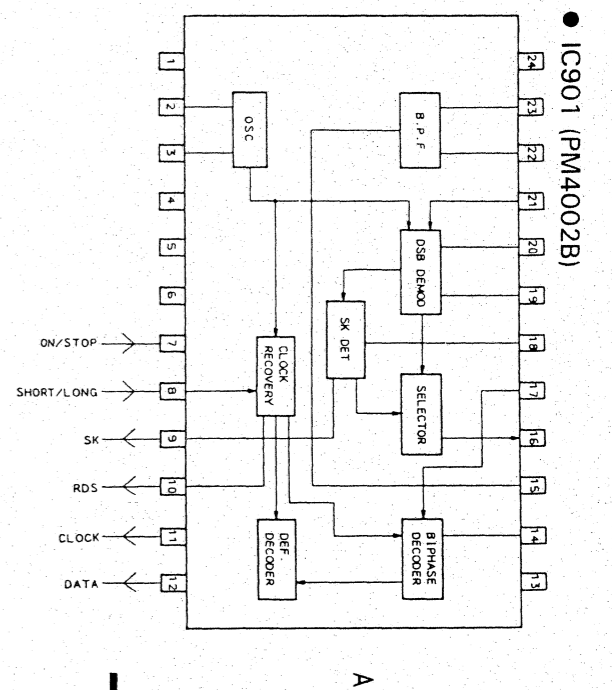 ● IC901 (PM4002B)
1
2
3
4
5
6
7
8
9
10
11
12
24
23
22
21
20
19
18
17
16
15
14
13
OSC
B.P.F
DSB DEMOD
SK DET
CLOCK
RECOVERY
SELECTOR
DEF.
DECODER
BIPHASE
DECODER
ON/STOP
SHORT/LONG
SK
RDS
CLOCK
DATA
A